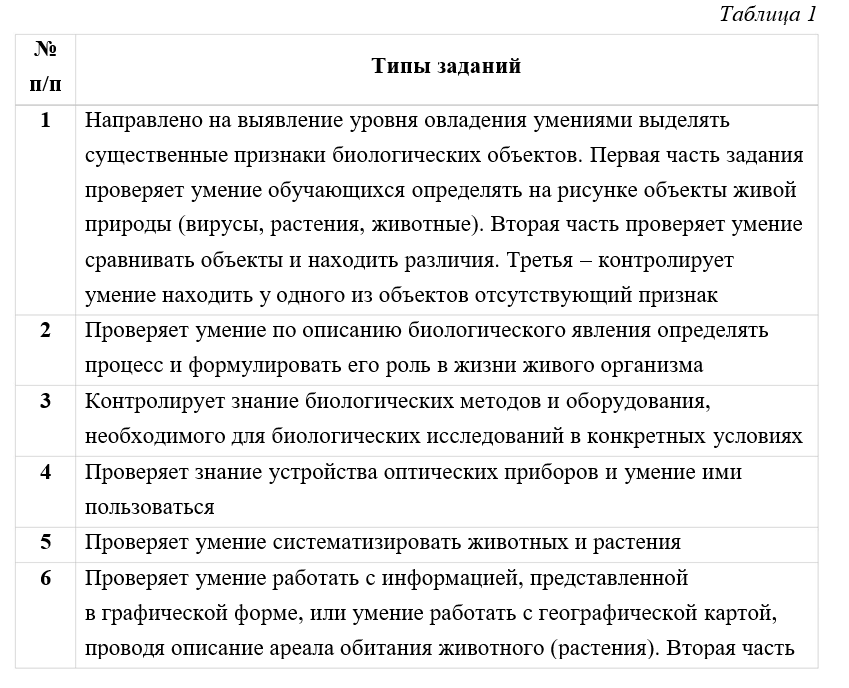 Таблица 1
№
п/п
Типы заданий
1
Направлено на выявление уровня овладения умениями выделять
существенные признаки биологических объектов. Первая часть задания
проверяет умение обучающихся определять на рисунке объекты живой
природы (вирусы, растения, животные). Вторая часть проверяет умение
сравнивать объекты и находить различия. Третья – контролирует
умение находить у одного из объектов отсутствующий признак
2
Проверяет умение по описанию биологического явления определять
процесс и формулировать его роль в жизни живого организма
3
Контролирует знание биологических методов и оборудования,
необходимого для биологических исследований в конкретных условиях
4
Проверяет знание устройства оптических приборов и умение ими
пользоваться
5
Проверяет умение систематизировать животных и растения
6
Проверяет умение работать с информацией, представленной
в графической форме, или умение работать с географической картой,
проводя описание ареала обитания животного (растения). Вторая часть